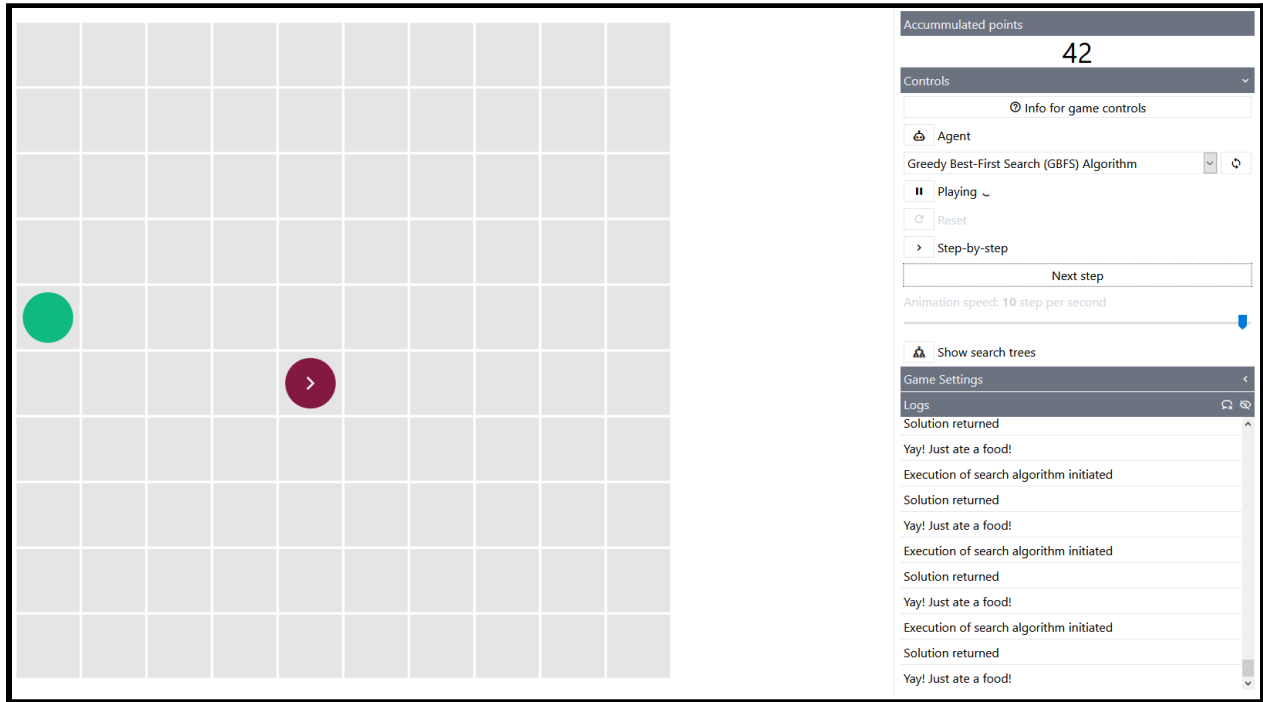 Accummulated points
42
Controls
Info for game controls
Agent
Greedy Best-First Search (GBFS) Algorithm
Playing
Reset
Step-by-step
Next step
Animation speed: 10 step per second
Show search trees
Game Settings
Logs
Solution returned
Yay! Just ate a food!
Execution of search algorithm initiated
Solution returned
Yay! Just ate a food!
Execution of search algorithm initiated
Solution returned
Yay! Just ate a food!
Execution of search algorithm initiated
Solution returned
Yay! Just ate a food!